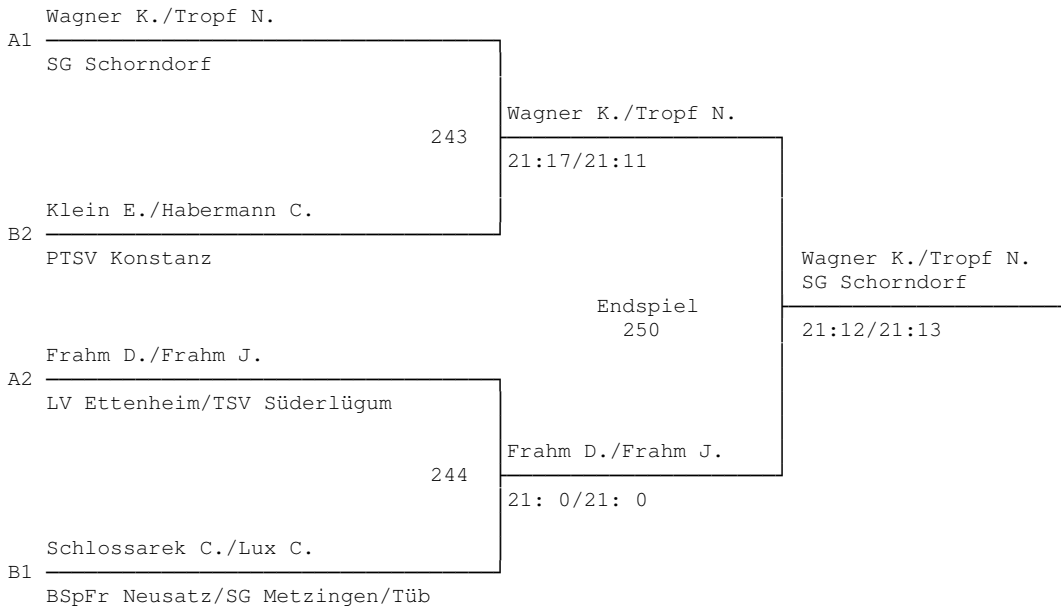 Wagner K./Tropf N.
A1
SG Schorndorf
Wagner K./Tropf N.
243
21:17/21:11
Klein E./Habermann C.
B2
PTSV Konstanz
Wagner K./Tropf N.
SG Schorndorf
Endspiel
250
21:12/21:13
Frahm D./Frahm J.
A2
LV Ettenheim/TSV Süderlügum
Frahm D./Frahm J.
244
21: 0/21: 0
Schlossarek C./Lux C.
B1
BSpFr Neusatz/SG Metzingen/Tüb